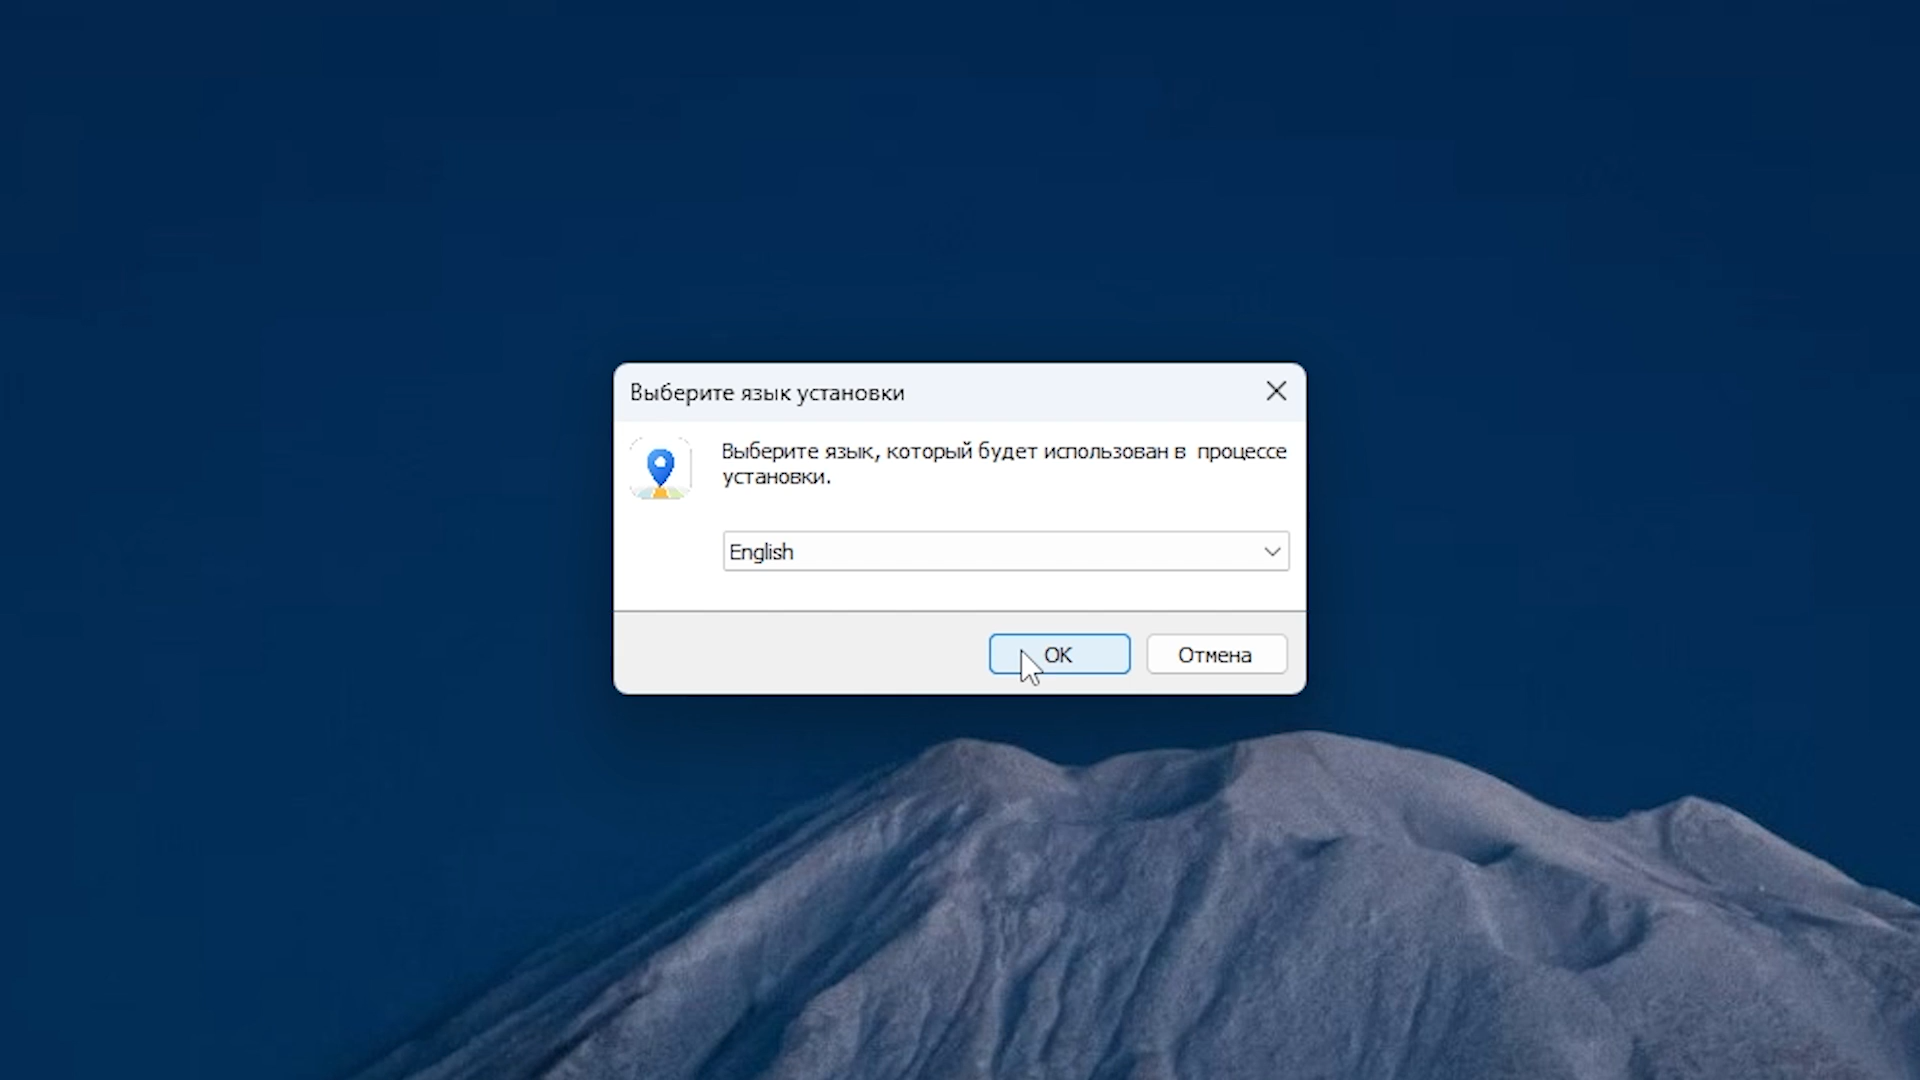 Выберите язык установки
Выберите язык, который будет использован в процессе
установки.
English
OK
Отмена